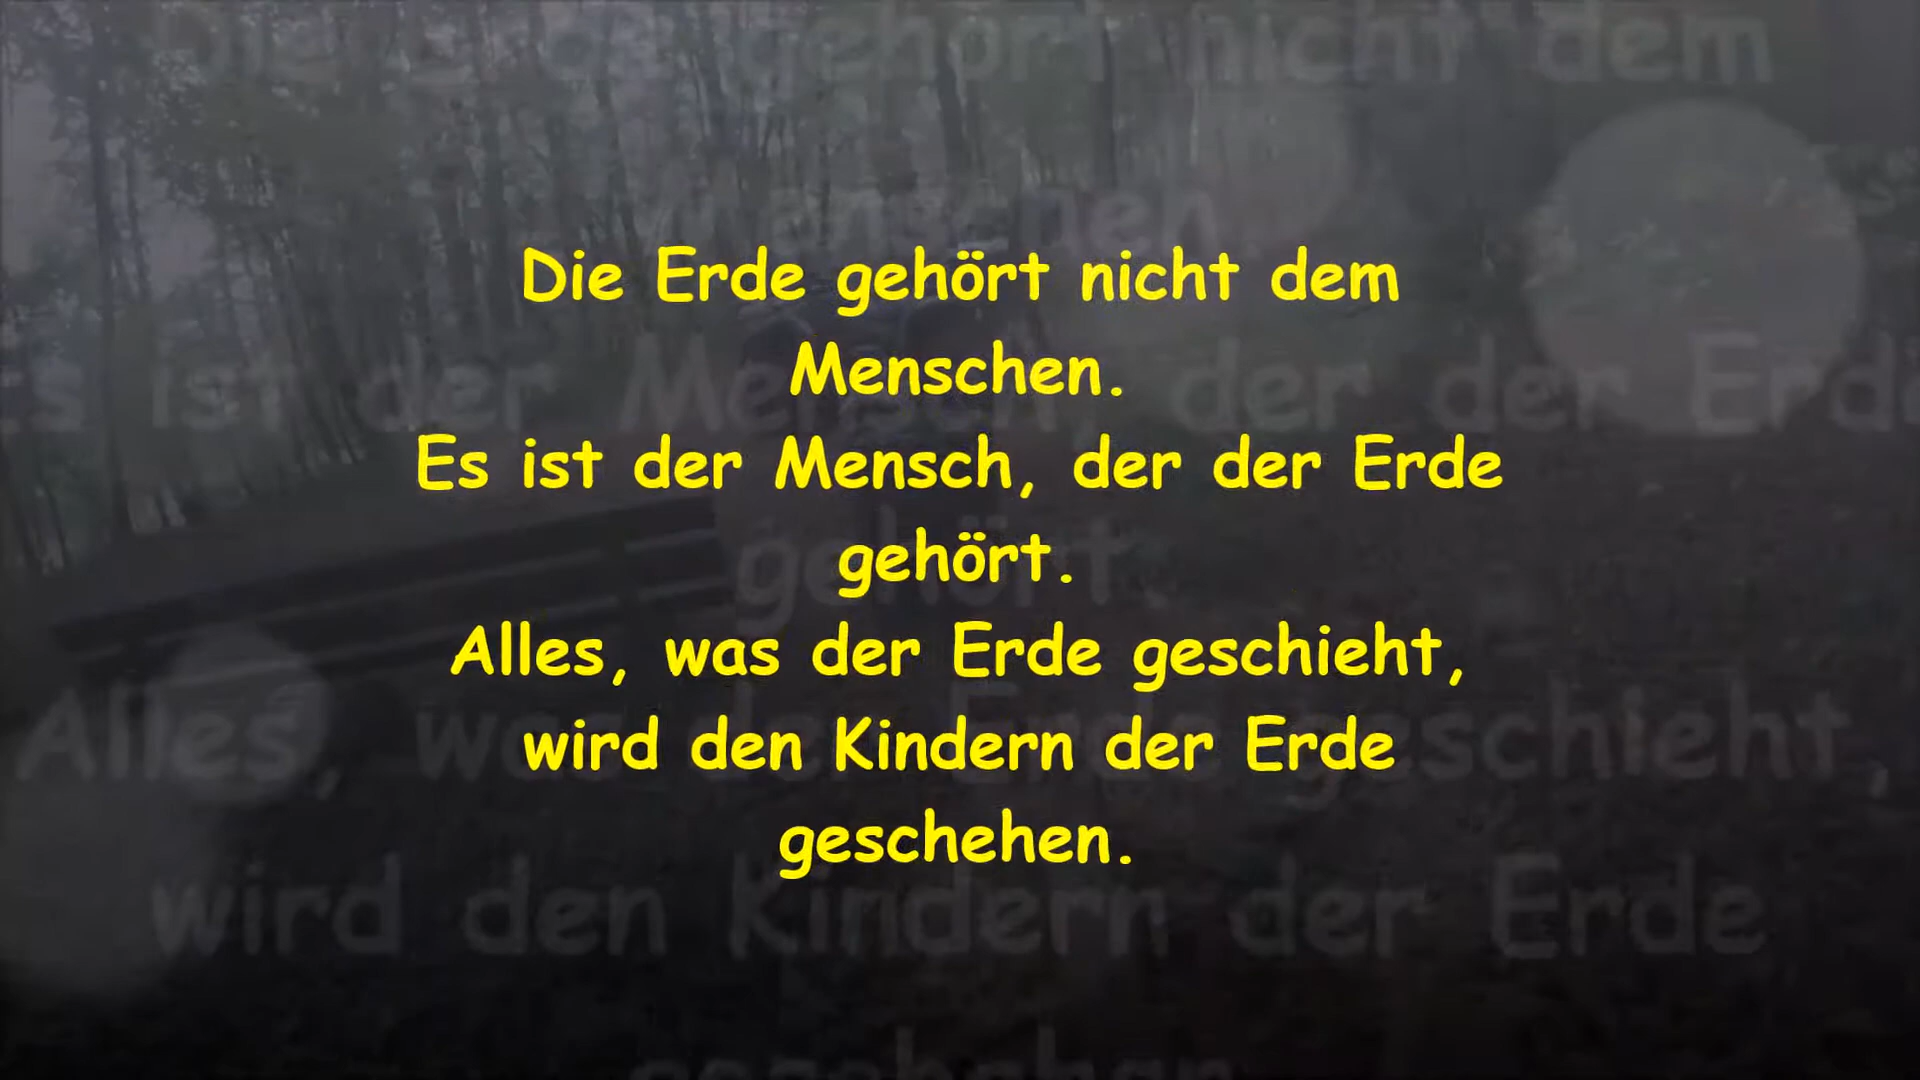 Die Erde gehört nicht dem
Menschen.
Es ist der Mensch, der der Erde
gehört.
Alles, was der Erde geschieht,
wird den Kindern der Erde
geschehen.